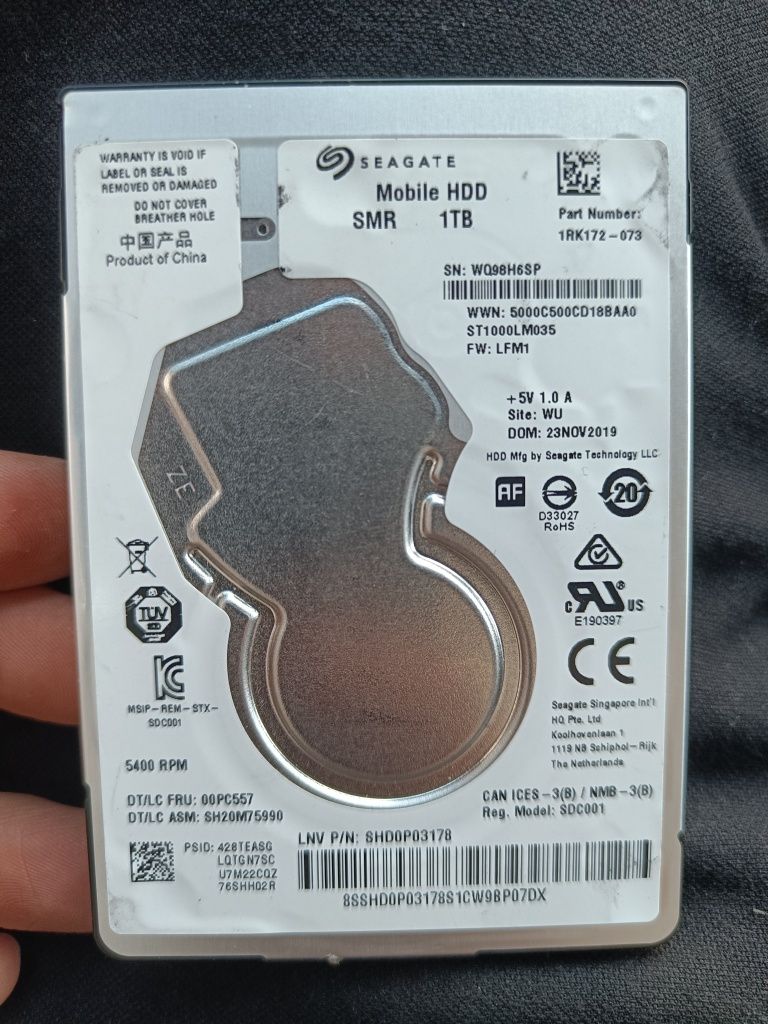 WARRANTY IS VOID IF
LABEL OR SEAL IS
REMOVED OR DAMAGED
DO NOT COVER
BREATHER HOLE
中国产品
Product of China
SEAGATE
Mobile HDD
SMR 1TB
Part Number:
1RK172-073
SN: WQ98H6SP
WWN: 5000C500CD18BAA0
ST1000LM035
FW: LFM1
+5V 1.0 A
Site: WU
DOM: 23NOV2019
HDD Mfg by Seagate Technology LLC
AF
20
D33027
RoHS
ZE
TÜV
c RU ® US
E190397
CE
KC
MSIP-REM-STX-
SDC001
Seagate Singapore Int'l
HQ Pte. Ltd
Koolhovenlaan 1
1119 NB Schiphol-Rijk
The Netherlands
5400 RPM
DT/LC FRU: 00PC557
DT/LC ASM: SH20M75990
CAN ICES-3(B) / NMB-3(B)
Reg. Model: SDC001
PSID: 428TEASG
LQTGN7SC
U7M22CQZ
76SHH02R
LNV P/N: SHD0P03178
8SSHD0P03178S1CW9BP07DX